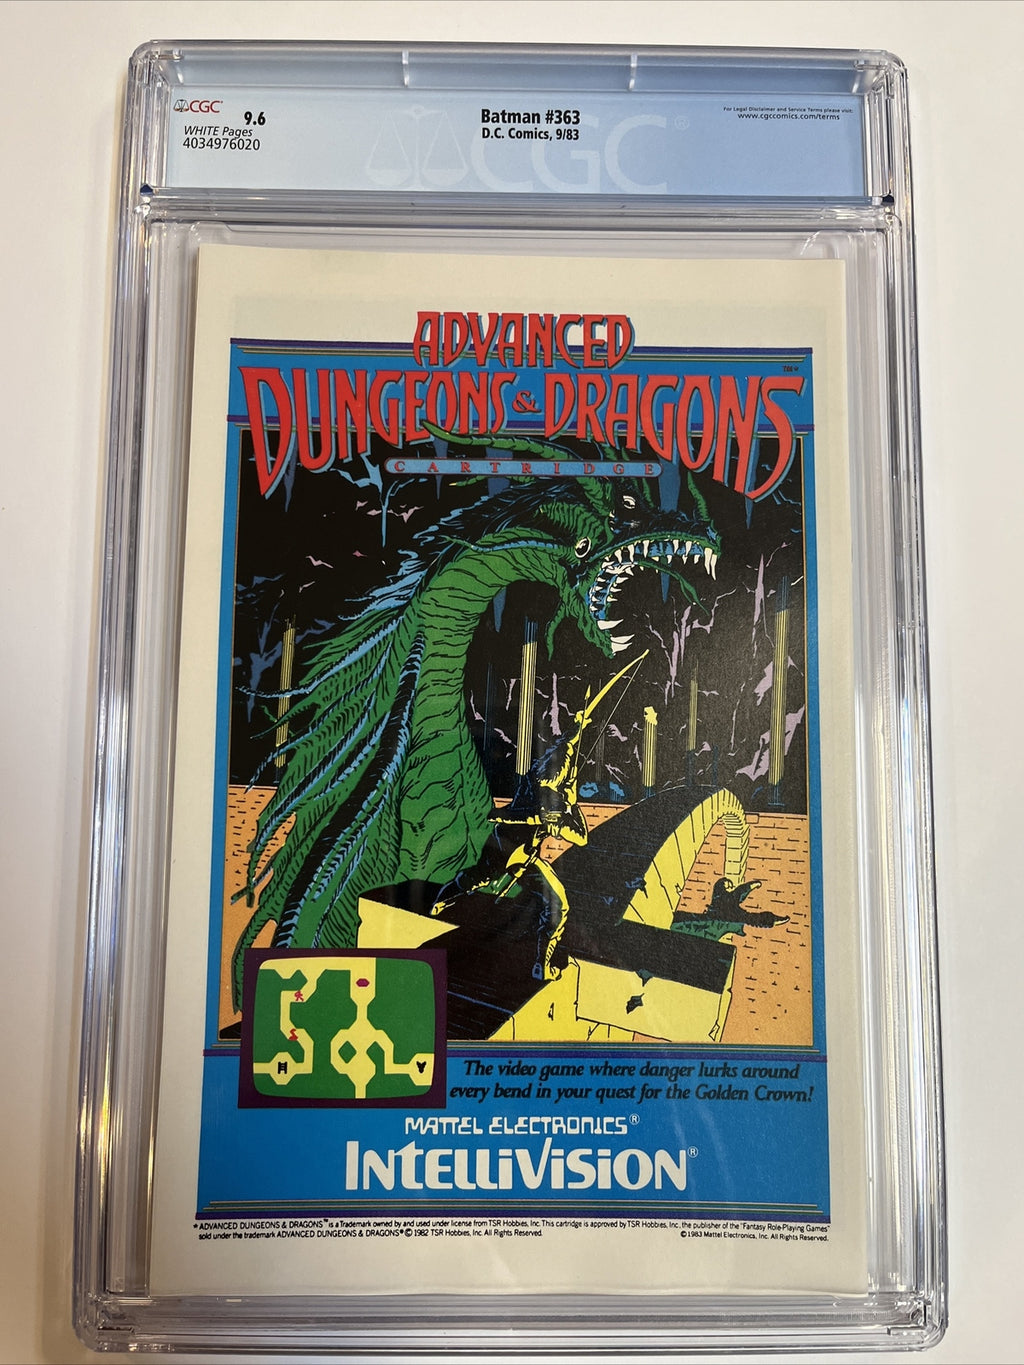 CGC
9.6
WHITE Pages
4034976020
Batman #363
D.C. Comics, 9/83
For Legal Disclaimer and Service Terms please visit:
www.cgccomics.com/terms
CGC®
ADVANCED
DUNGEONS & DRAGONS
TM*
CARTRIDGE
The video game where danger lurks around
every bend in your quest for the Golden Crown!
MATTEL ELECTRONICS®
INTELLIVISION®
*ADVANCED DUNGEONS & DRAGONS™ is a Trademark owned by and used under license from TSR Hobbies, Inc. This cartridge is approved by TSR Hobbies, Inc., the publisher of the "Fantasy Role-Playing Games"
sold under the trademark ADVANCED DUNGEONS & DRAGONS® © 1982 TSR Hobbies, Inc. All Rights Reserved.
© 1983 Mattel Electronics, Inc. All Rights Reserved.